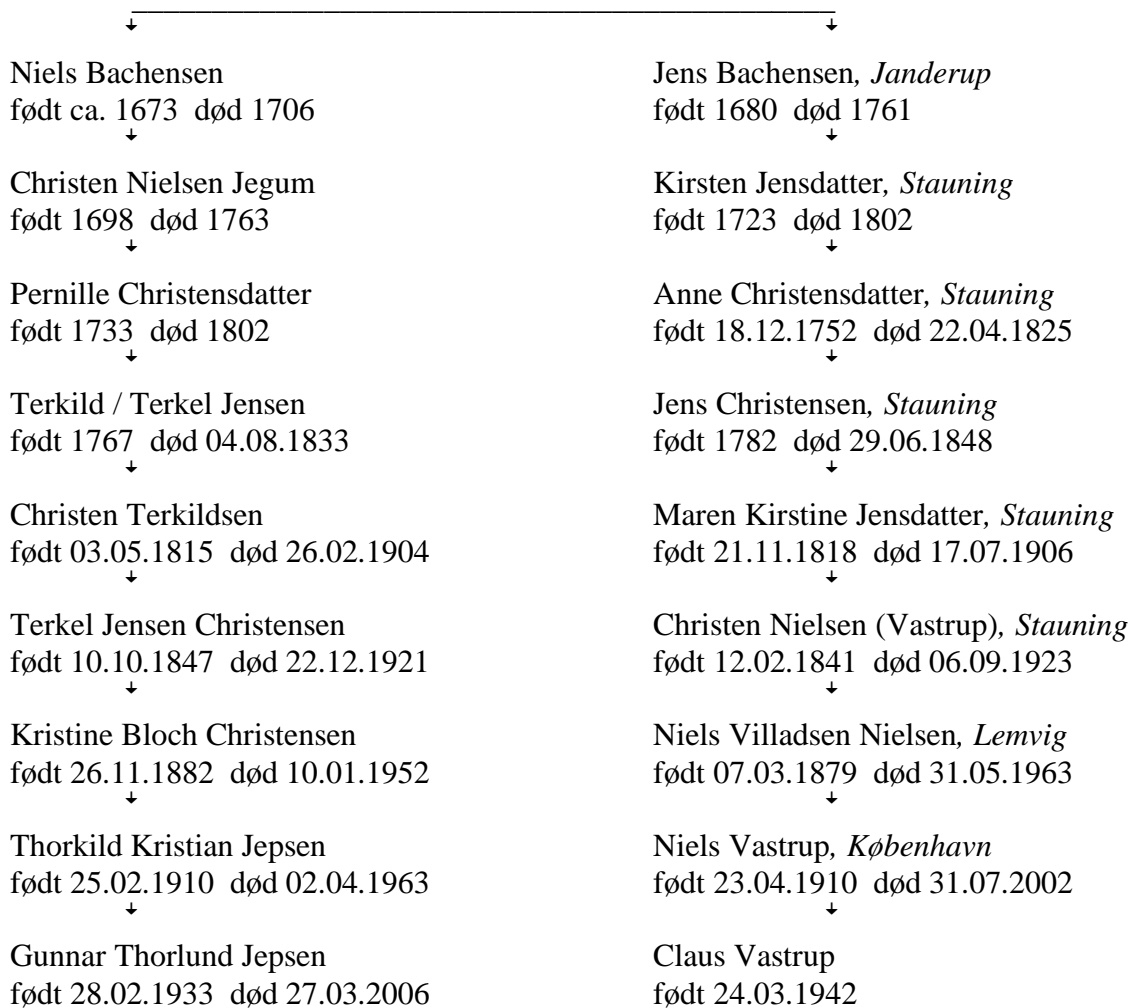 Niels Bachensen
født ca. 1673 død 1706
Christen Nielsen Jegum
født 1698 død 1763
Pernille Christensdatter
født 1733 død 1802
Terkild / Terkel Jensen
født 1767 død 04.08.1833
Christen Terkildsen
født 03.05.1815 død 26.02.1904
Terkel Jensen Christensen
født 10.10.1847 død 22.12.1921
Kristine Bloch Christensen
født 26.11.1882 død 10.01.1952
Thorkild Kristian Jepsen
født 25.02.1910 død 02.04.1963
Gunnar Thorlund Jepsen
født 28.02.1933 død 27.03.2006
Jens Bachensen, Janderup
født 1680 død 1761
Kirsten Jensdatter, Stauning
født 1723 død 1802
Anne Christensdatter, Stauning
født 18.12.1752 død 22.04.1825
Jens Christensen, Stauning
født 1782 død 29.06.1848
Maren Kirstine Jensdatter, Stauning
født 21.11.1818 død 17.07.1906
Christen Nielsen (Vastrup), Stauning
født 12.02.1841 død 06.09.1923
Niels Villadsen Nielsen, Lemvig
født 07.03.1879 død 31.05.1963
Niels Vastrup, København
født 23.04.1910 død 31.07.2002
Claus Vastrup
født 24.03.1942